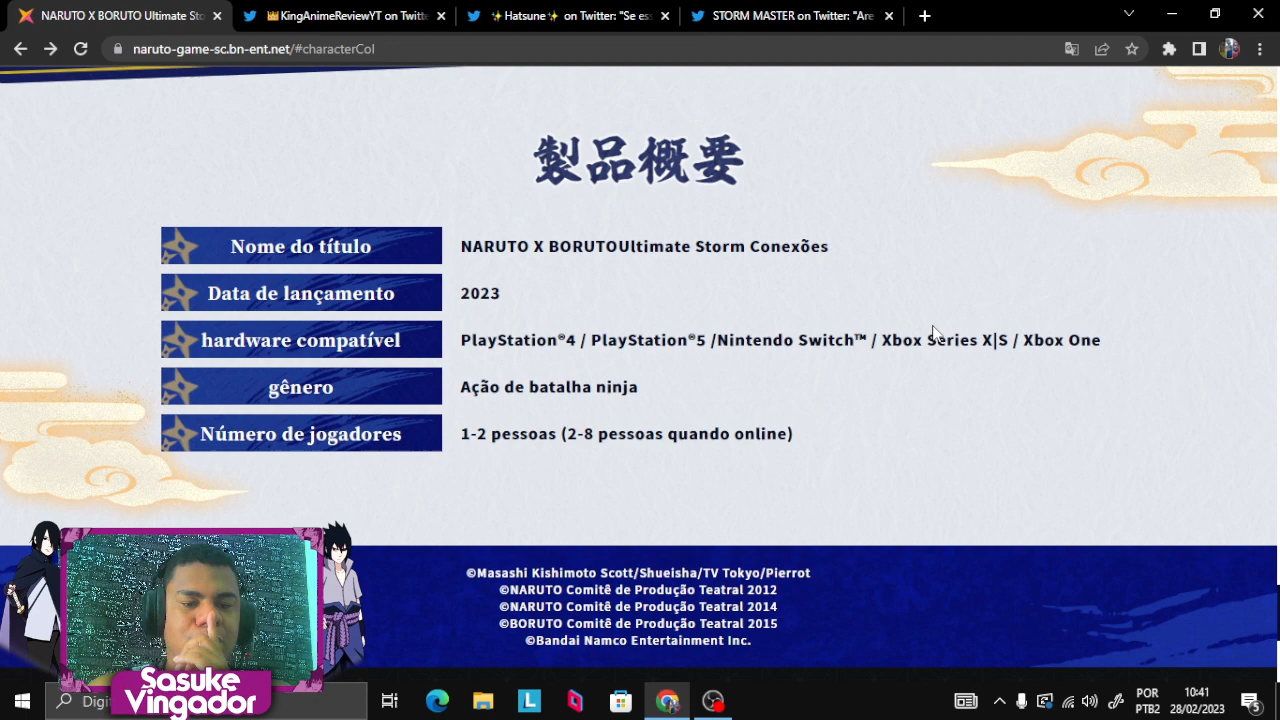 NARUTO X BORUTO Ultimate Sto
👑KingAnimeReviewYT on Twitte
✨Hatsune✨ on Twitter: "Se ess
STORM MASTER on Twitter: "Are
naruto-game-sc.bn-ent.net/#characterCol
製品概要
Nome do título NARUTO X BORUTOUltimate Storm Conexões
Data de lançamento 2023
hardware compatível PlayStation®4 / PlayStation®5 /Nintendo Switch™ / Xbox Series X|S / Xbox One
gênero Ação de batalha ninja
Número de jogadores 1-2 pessoas (2-8 pessoas quando online)
©Masashi Kishimoto Scott/Shueisha/TV Tokyo/Pierrot
©NARUTO Comitê de Produção Teatral 2012
©NARUTO Comitê de Produção Teatral 2014
©BORUTO Comitê de Produção Teatral 2015
©Bandai Namco Entertainment Inc.
Sasuke
Vingador
Digi
L
POR
PTB2
10:41
28/02/2023
5